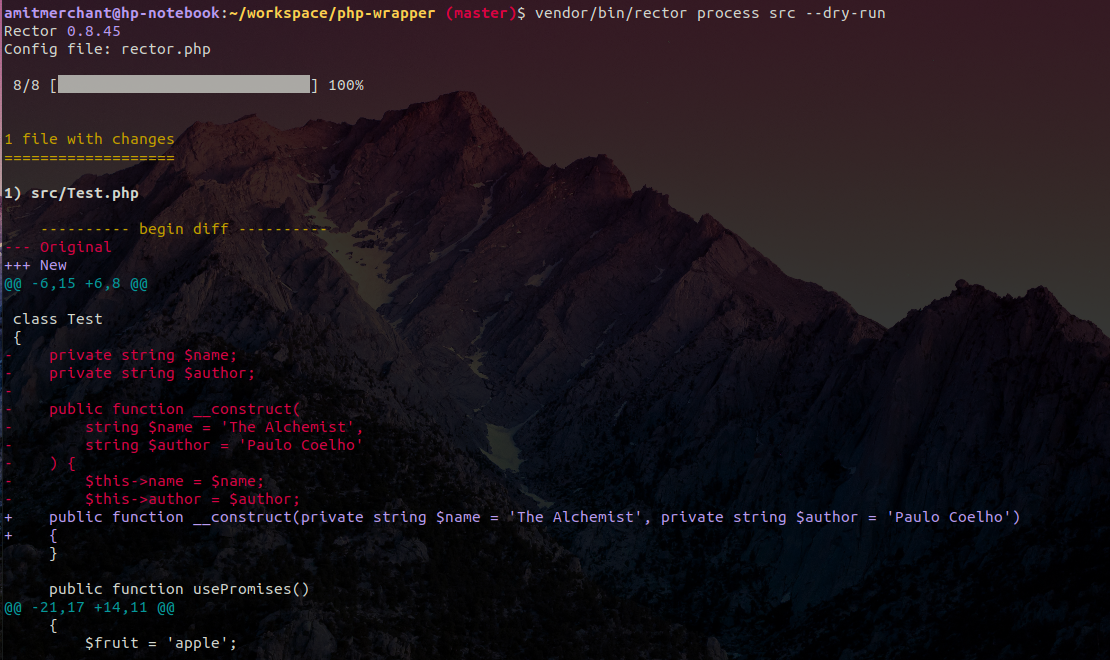 amitmerchant@hp-notebook:~/workspace/php-wrapper (master)$ vendor/bin/rector process src --dry-run
Rector 0.8.45
Config file: rector.php
 8/8 [                            ] 100%
1 file with changes
===================
1) src/Test.php
    ---------- begin diff ----------
--- Original
+++ New
@@ -6,15 +6,8 @@
 class Test
 {
-    private string $name;
-    private string $author;
-
-    public function __construct(
-        string $name = 'The Alchemist',
-        string $author = 'Paulo Coelho'
-    ) {
-        $this->name = $name;
-        $this->author = $author;
+    public function __construct(private string $name = 'The Alchemist', private string $author = 'Paulo Coelho')
+    {
     }
     public function usePromises()
@@ -21,17 +14,11 @@
     {
         $fruit = 'apple';